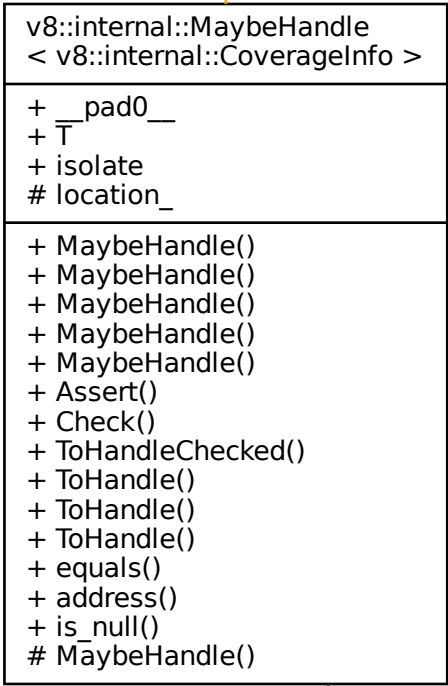 v8::internal::MaybeHandle
< v8::internal::CoverageInfo >
+ __pad0__
+ T
+ isolate
# location_
+ MaybeHandle()
+ MaybeHandle()
+ MaybeHandle()
+ MaybeHandle()
+ MaybeHandle()
+ Assert()
+ Check()
+ ToHandleChecked()
+ ToHandle()
+ ToHandle()
+ ToHandle()
+ equals()
+ address()
+ is_null()
# MaybeHandle()